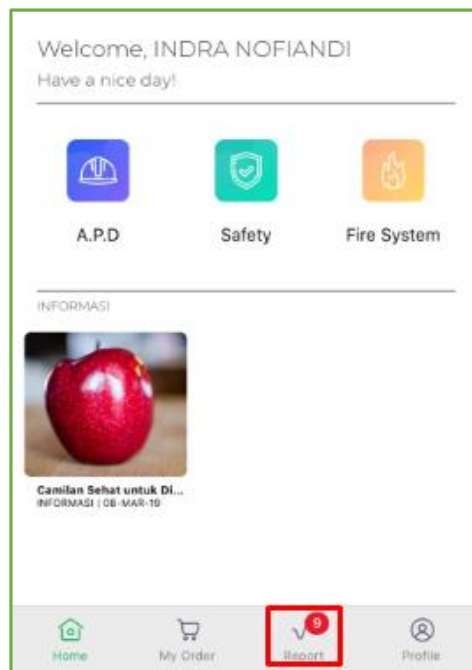 Welcome, INDRA NOFIANDI
Have a nice day!
A.P.D
Safety
Fire System
INFORMASI
Camilan Sehat untuk Di...
INFORMASI | 08-MAR-19
9
Home
My Order
Report
Profile